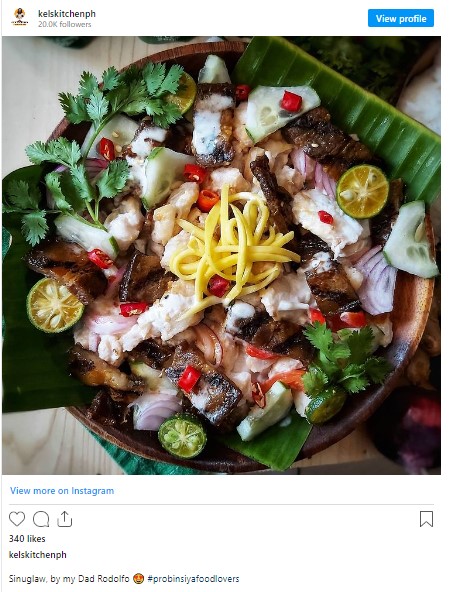 kelskitchenph
20.0K followers
View profile
View more on Instagram
340 likes
kelskitchenph
Sinuglaw, by my Dad Rodolfo 🥰 #probinsiyafoodlovers